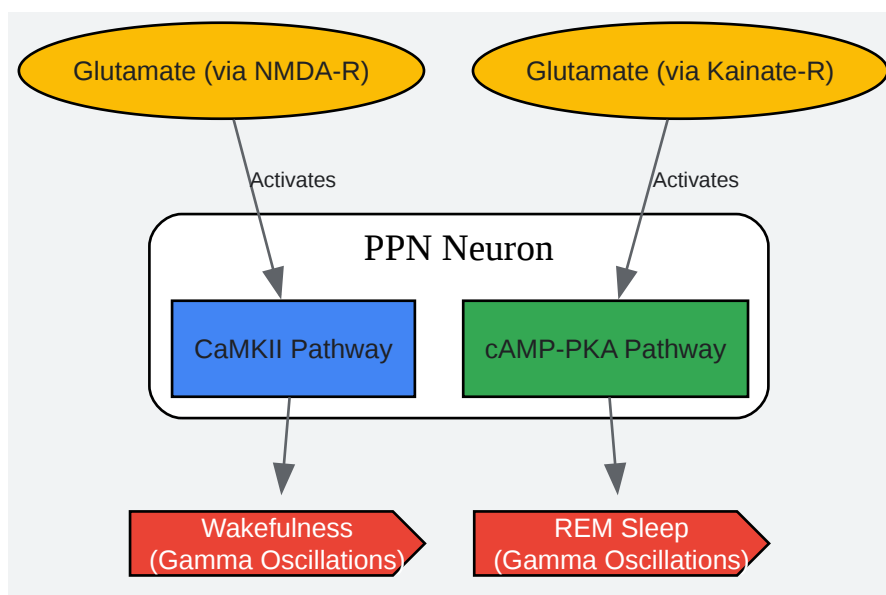 Glutamate (via NMDA-R)
Glutamate (via Kainate-R)
Activates
Activates
PPN Neuron
CaMKII Pathway
cAMP-PKA Pathway
Wakefulness
(Gamma Oscillations)
REM Sleep
(Gamma Oscillations)